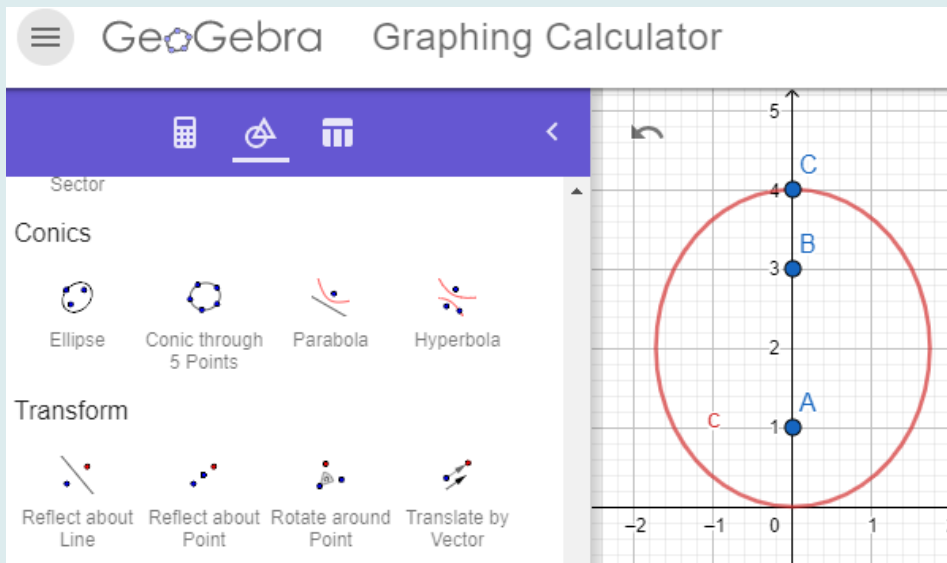 GeoGebra Graphing Calculator
Sector
Conics
Ellipse
Conic through
5 Points
Parabola
Hyperbola
Transform
Reflect about
Line
Reflect about
Point
Rotate around
Point
Translate by
Vector
5
C
4
B
3
2
A
c
1
−2 −1 0 1